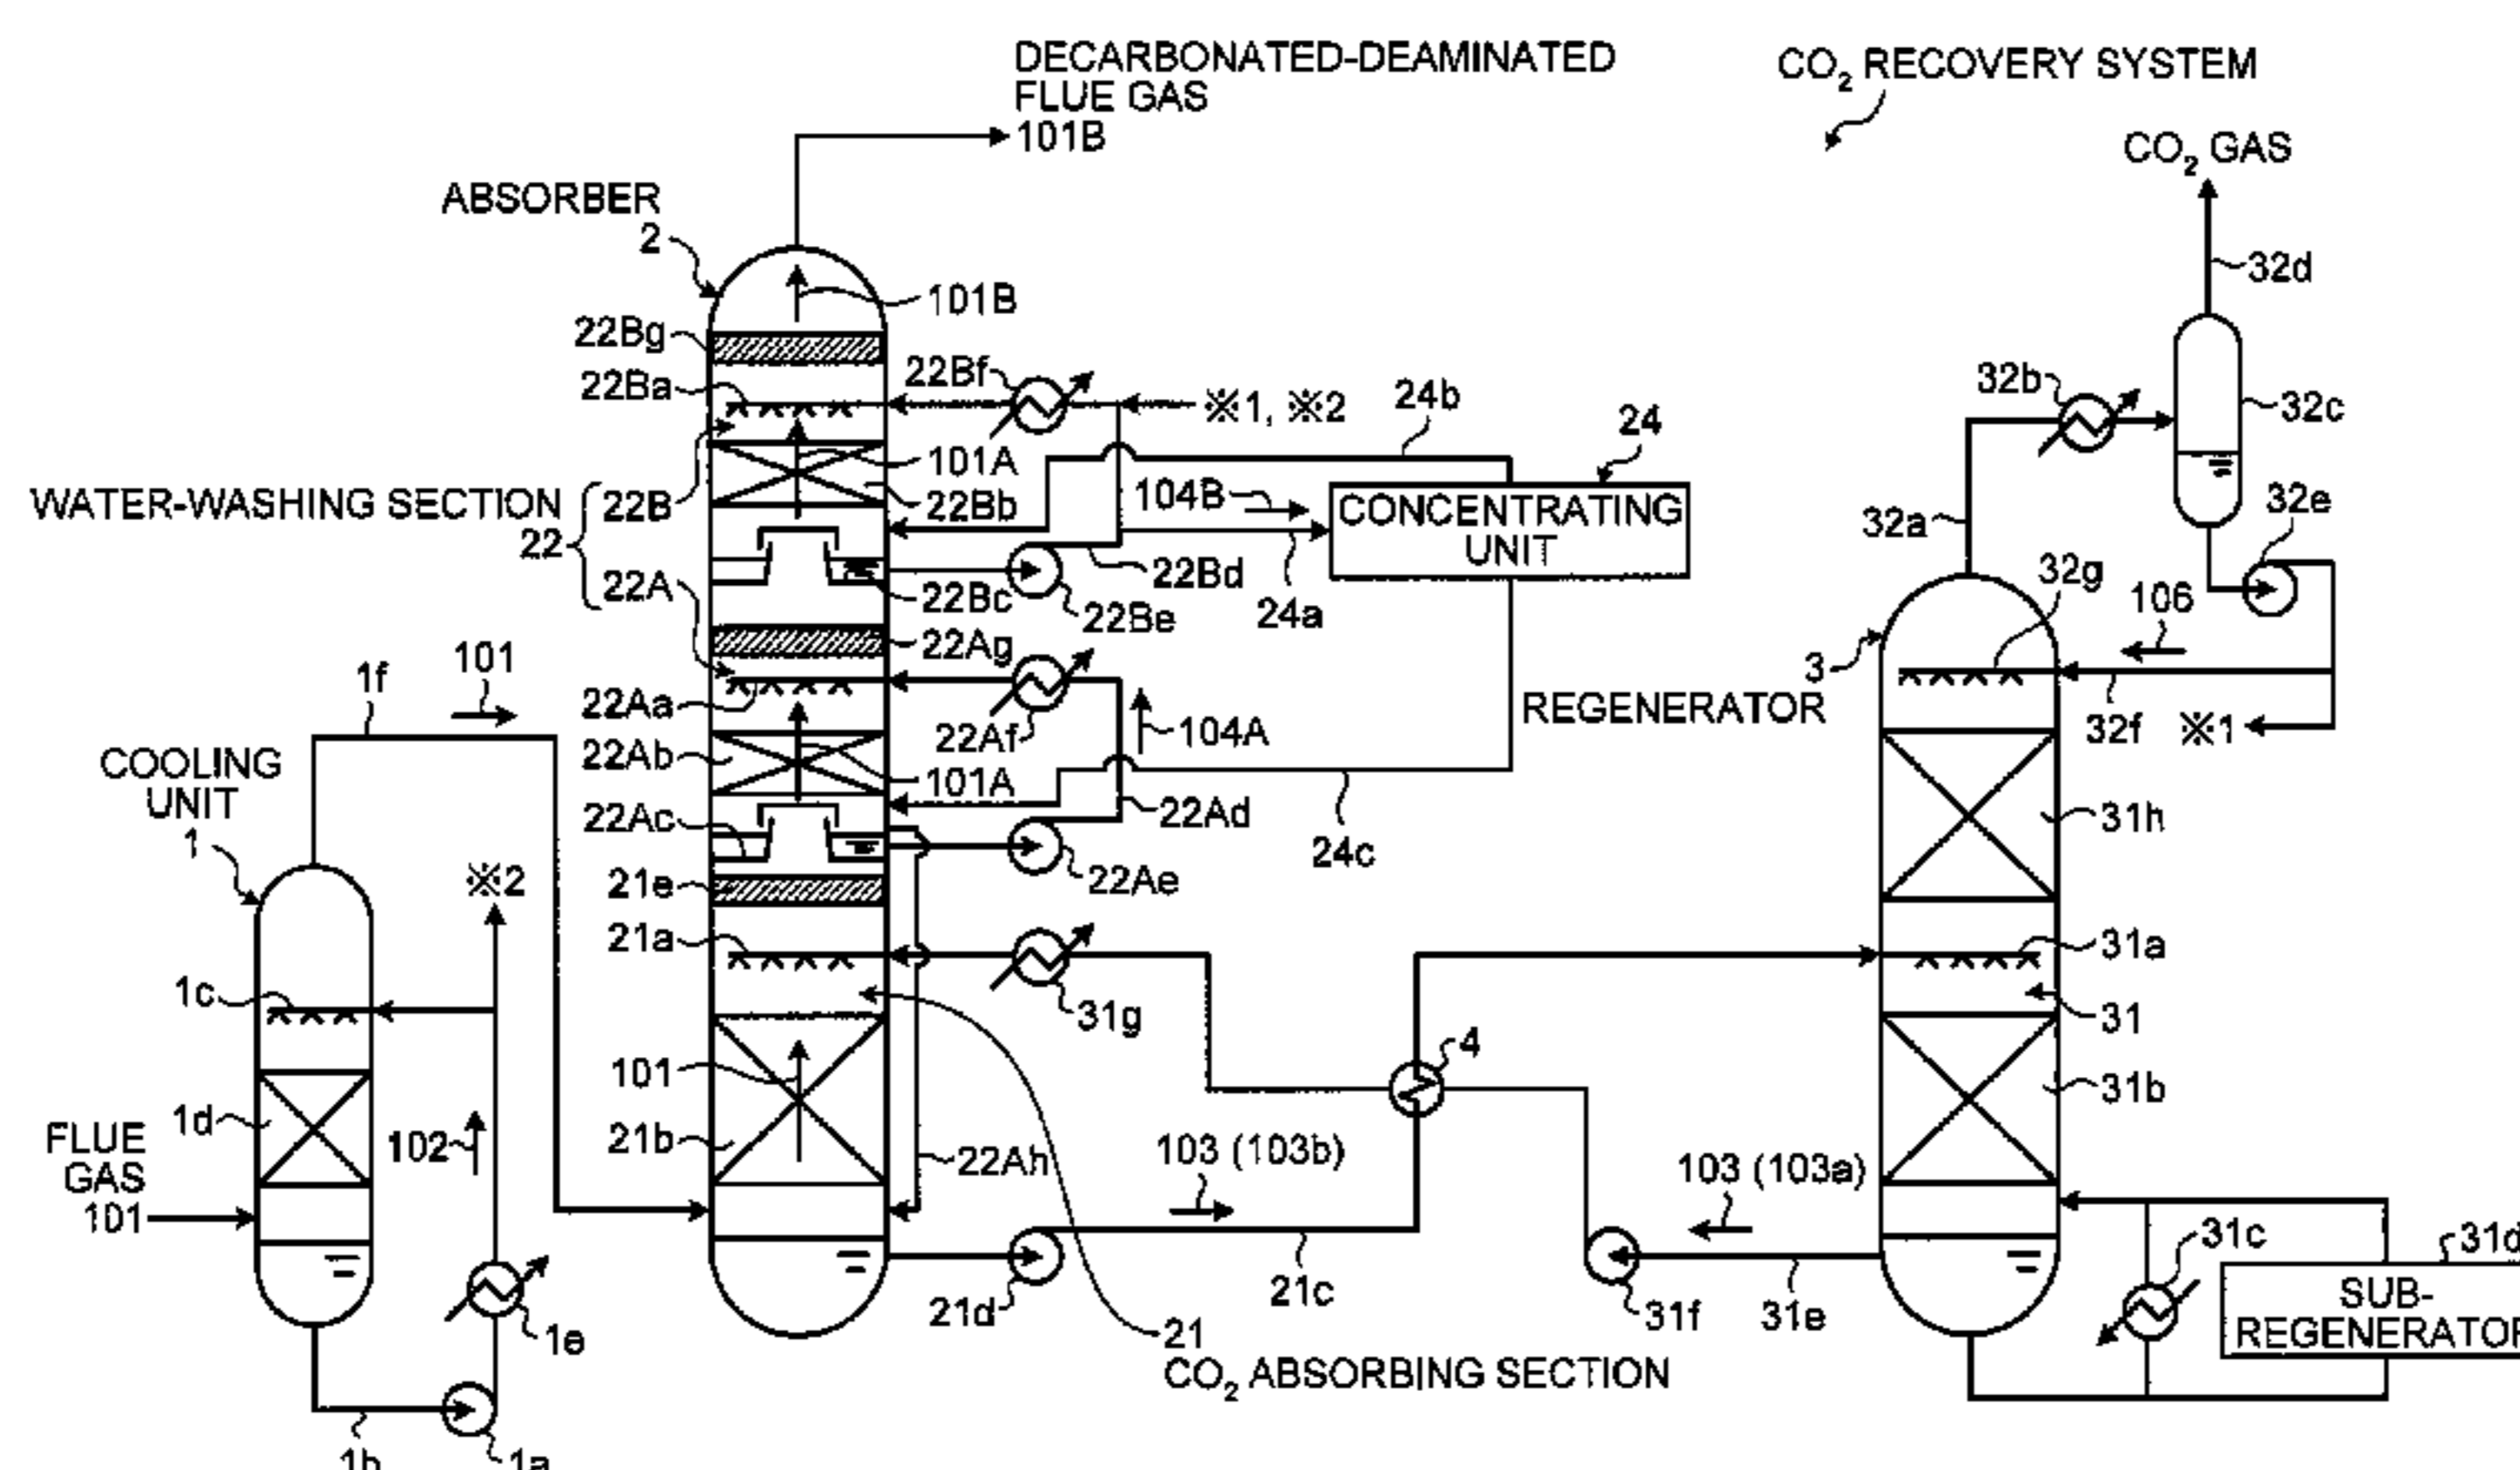 DECARBONATED-DEAMINATED
FLUE GAS
101B
CO₂ RECOVERY SYSTEM
CO₂ GAS
ABSORBER
2
32d
101B
22Bg
22Ba
22Bf
※1, ※2
24b
24
32b
32c
101A
22Bb
104B
CONCENTRATING
UNIT
WATER-WASHING SECTION
22
22B
22A
32a
32e
22Bd
22Bc
22Be
24a
32g
106
22Ag
3
101
1f
22Aa
REGENERATOR
32f
※1
22Af
104A
22Ab
101A
COOLING
UNIT
1
22Ac
22Ad
31h
24c
※2
21e
22Ae
21a
31a
1c
31g
31
4
101
31b
1d
FLUE
GAS
101
102
21b
22Ah
103 (103b)
103 (103a)
31c
31d
SUB-
21d
21c
31f
31e
1e
21
CO₂ ABSORBING SECTION
1b
1a